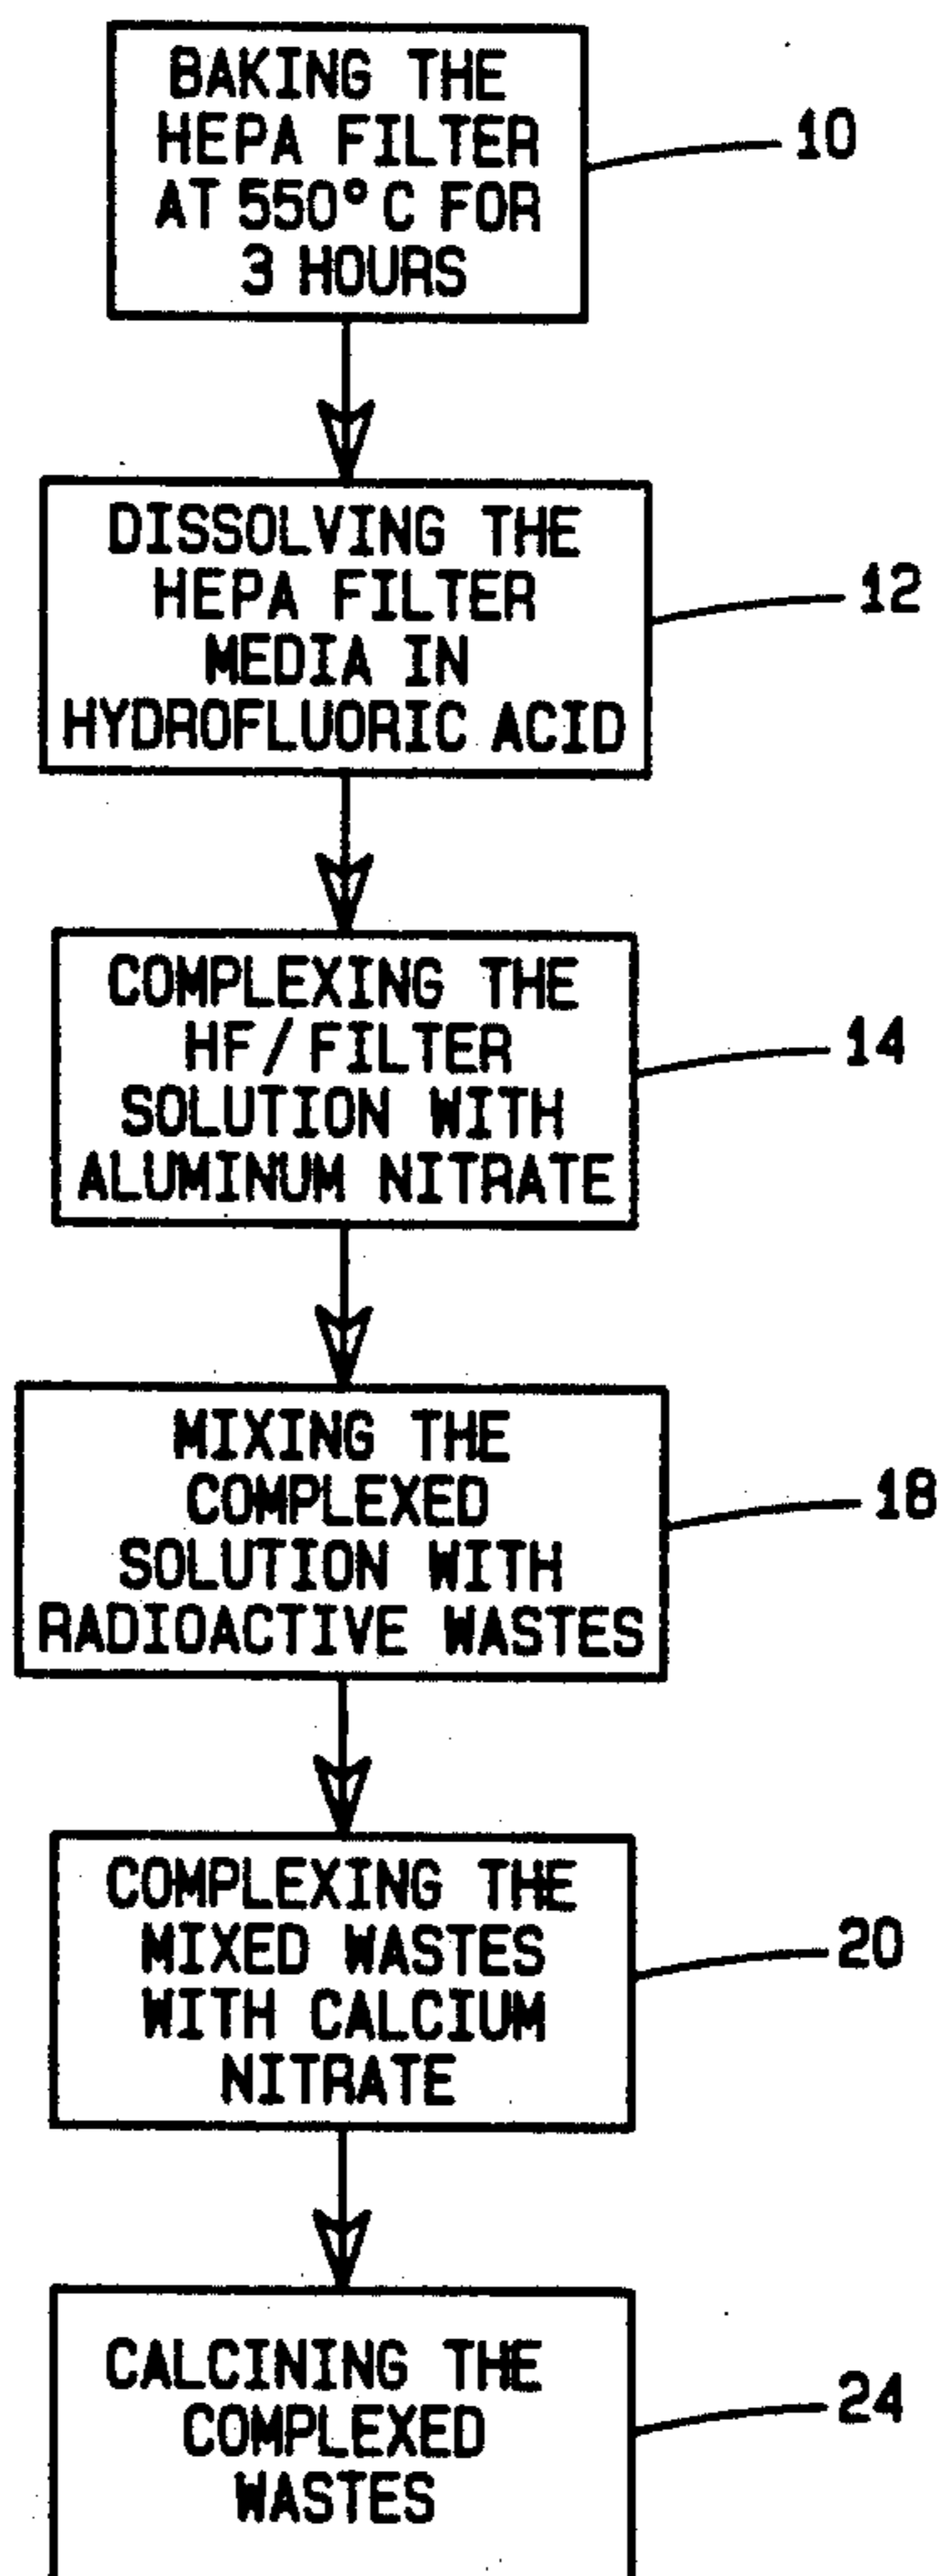 BAKING THE
HEPA FILTER
AT 550° C FOR
3 HOURS
10
DISSOLVING THE
HEPA FILTER
MEDIA IN
HYDROFLUORIC ACID
12
COMPLEXING THE
HF/FILTER
SOLUTION WITH
ALUMINUM NITRATE
14
MIXING THE
COMPLEXED
SOLUTION WITH
RADIOACTIVE WASTES
18
COMPLEXING THE
MIXED WASTES
WITH CALCIUM
NITRATE
20
CALCINING THE
COMPLEXED
WASTES
24